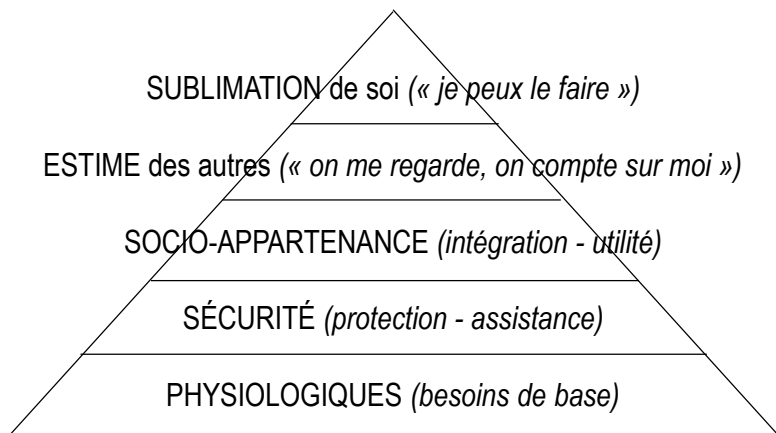 SUBLIMATION de soi (« je peux le faire »)
ESTIME des autres (« on me regarde, on compte sur moi »)
SOCIO-APPARTENANCE (intégration - utilité)
SÉCURITÉ (protection - assistance)
PHYSIOLOGIQUES (besoins de base)